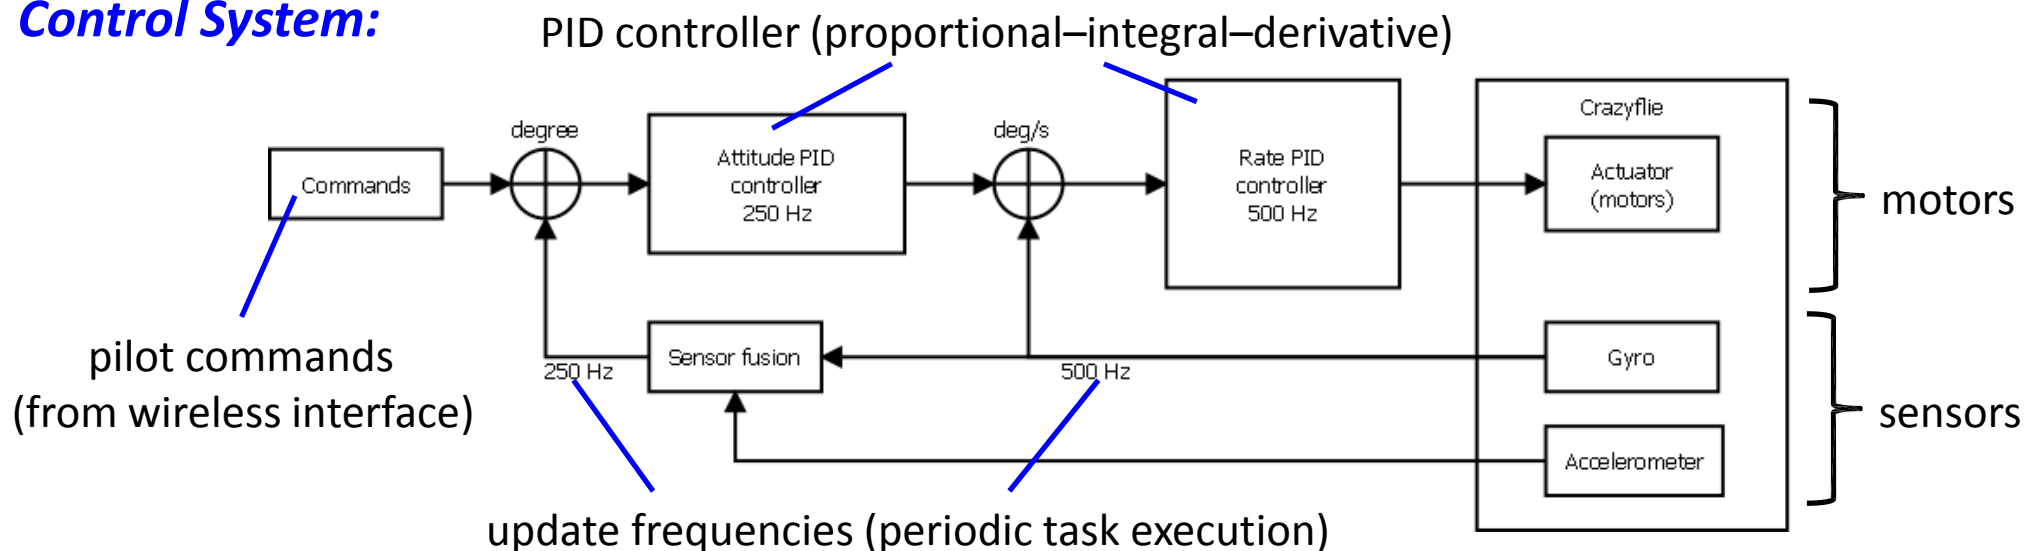 Control System:
PID controller (proportional–integral–derivative)
Crazyflie
degree
deg/s
Commands
Attitude PID
controller
250 Hz
Rate PID
controller
500 Hz
Actuator
(motors)
motors
pilot commands
(from wireless interface)
250 Hz
Sensor fusion
500 Hz
Gyro
Accelerometer
sensors
update frequencies (periodic task execution)